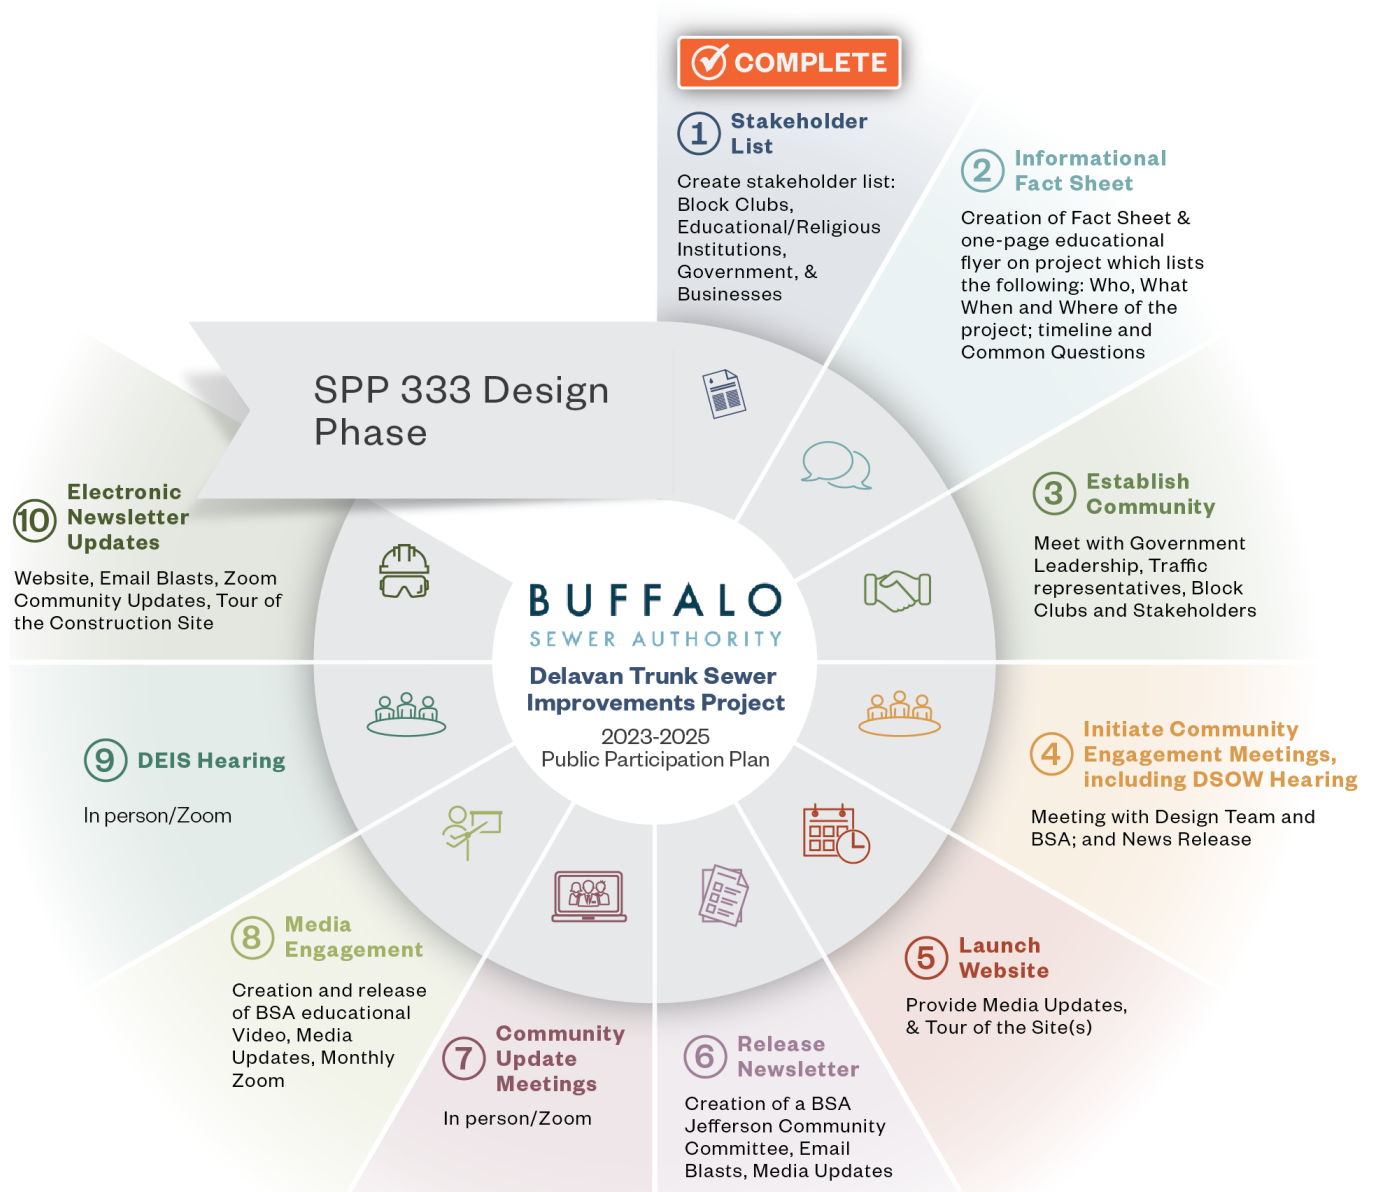 COMPLETE
1
Stakeholder
List
Create stakeholder list:
Block Clubs,
Educational/Religious
Institutions,
Government, &
Businesses
2
Informational
Fact Sheet
Creation of Fact Sheet &
one-page educational
flyer on project which lists
the following: Who, What
When and Where of the
project; timeline and
Common Questions
3
Establish
Community
Meet with Government
Leadership, Traffic
representatives, Block
Clubs and Stakeholders
4
Initiate Community
Engagement Meetings,
including DSOW Hearing
Meeting with Design Team and
BSA; and News Release
5
Launch
Website
Provide Media Updates,
& Tour of the Site(s)
6
Release
Newsletter
Creation of a BSA
Jefferson Community
Committee, Email
Blasts, Media Updates
7
Community
Update
Meetings
In person/Zoom
8
Media
Engagement
Creation and release
of BSA educational
Video, Media
Updates, Monthly
Zoom
9
DEIS Hearing
In person/Zoom
10
Electronic
Newsletter
Updates
Website, Email Blasts, Zoom
Community Updates, Tour of
the Construction Site
SPP 333 Design
Phase
BUFFALO
SEWER AUTHORITY
Delavan Trunk Sewer
Improvements Project
2023-2025
Public Participation Plan